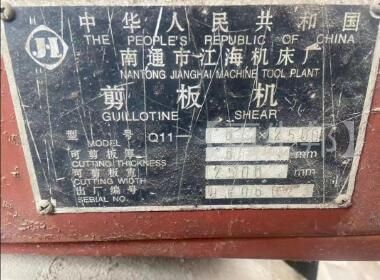 中华人民共和国
THE PEOPLE'S REPUBLIC OF CHINA
JHL
南通市江海机床厂
NANTONG JIANGHAI MACHINE TOOL PLANT
剪板机
GUILLOTINE SHEAR
型号 Q11
MODEL
可剪板厚 mm
CUTTING THICKNESS
可剪板宽 2500 mm
CUTTING WIDTH
出厂编号
SERIAL NO.